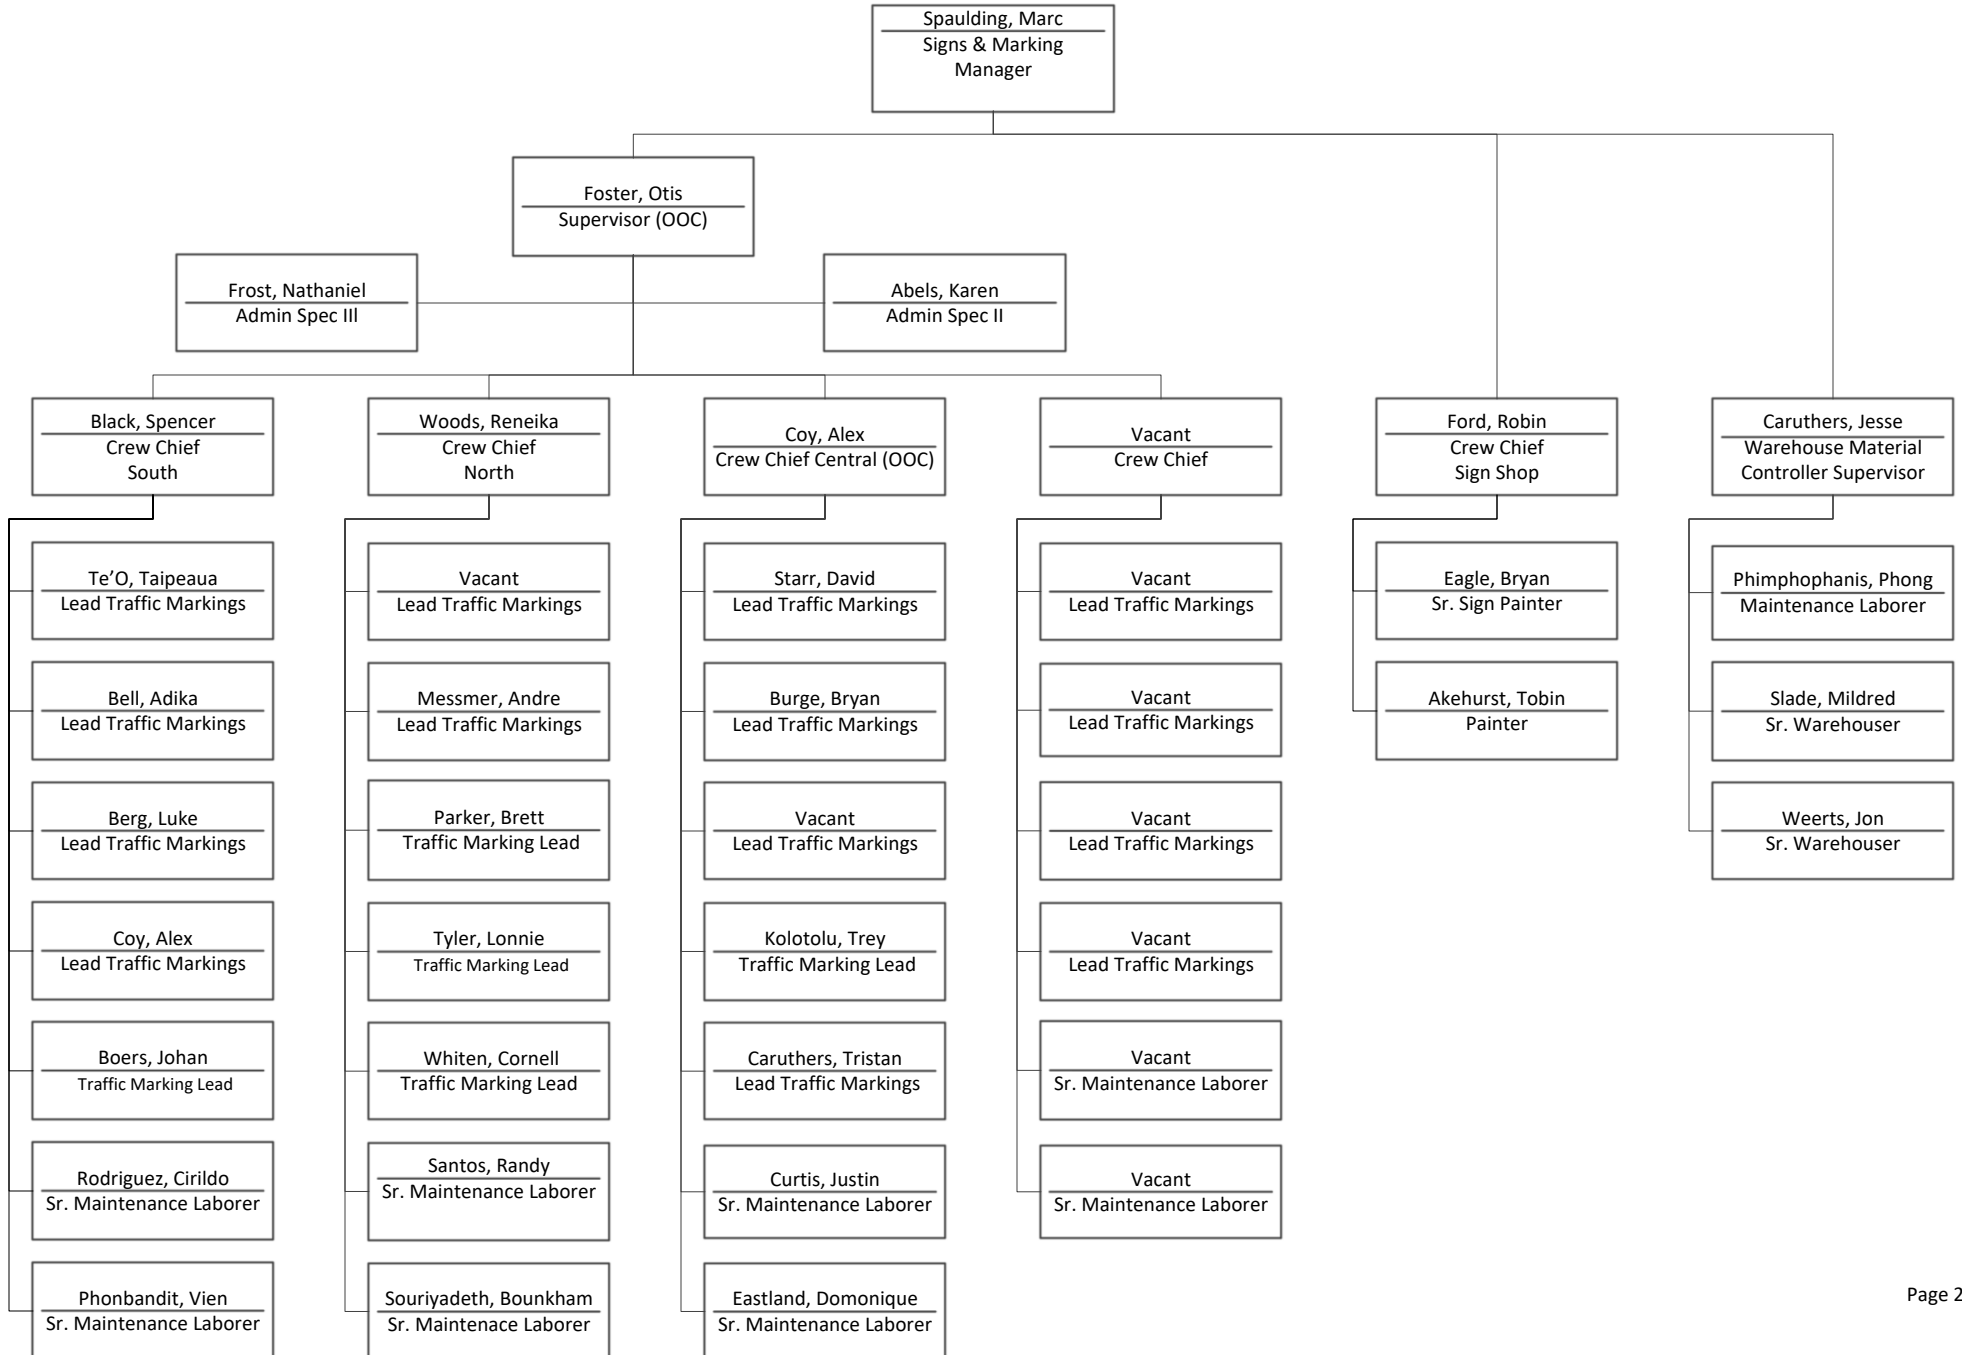 Spaulding, Marc
Signs & Marking
Manager
Foster, Otis
Supervisor (OOC)
Frost, Nathaniel
Admin Spec III
Abels, Karen
Admin Spec II
Black, Spencer
Crew Chief
South
Woods, Reneika
Crew Chief
North
Coy, Alex
Crew Chief Central (OOC)
Vacant
Crew Chief
Ford, Robin
Crew Chief
Sign Shop
Caruthers, Jesse
Warehouse Material
Controller Supervisor
Te’O, Taipeaua
Lead Traffic Markings
Vacant
Lead Traffic Markings
Starr, David
Lead Traffic Markings
Vacant
Lead Traffic Markings
Eagle, Bryan
Sr. Sign Painter
Phimphophanis, Phong
Maintenance Laborer
Bell, Adika
Lead Traffic Markings
Messmer, Andre
Lead Traffic Markings
Burge, Bryan
Lead Traffic Markings
Vacant
Lead Traffic Markings
Akehurst, Tobin
Painter
Slade, Mildred
Sr. Warehouser
Berg, Luke
Lead Traffic Markings
Parker, Brett
Traffic Marking Lead
Vacant
Lead Traffic Markings
Vacant
Lead Traffic Markings
Weerts, Jon
Sr. Warehouser
Coy, Alex
Lead Traffic Markings
Tyler, Lonnie
Traffic Marking Lead
Kolotolu, Trey
Traffic Marking Lead
Vacant
Lead Traffic Markings
Boers, Johan
Traffic Marking Lead
Whiten, Cornell
Traffic Marking Lead
Caruthers, Tristan
Lead Traffic Markings
Vacant
Sr. Maintenance Laborer
Rodriguez, Cirildo
Sr. Maintenance Laborer
Santos, Randy
Sr. Maintenance Laborer
Curtis, Justin
Sr. Maintenance Laborer
Vacant
Sr. Maintenance Laborer
Phonbandit, Vien
Sr. Maintenance Laborer
Souriyadeth, Bounkham
Sr. Maintenace Laborer
Eastland, Domonique
Sr. Maintenance Laborer
Page 2